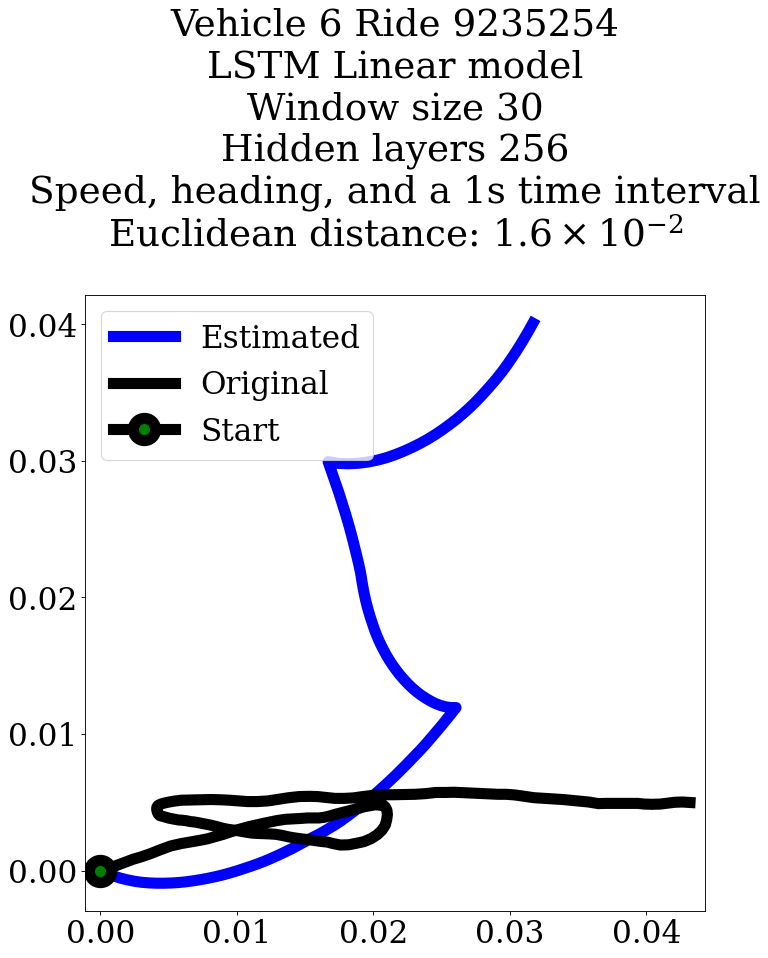 Vehicle 6 Ride 9235254
LSTM Linear model
Window size 30
Hidden layers 256
Speed, heading, and a 1s time interval
Euclidean distance: 1.6 × 10⁻²
Estimated
Original
Start
0.04
0.03
0.02
0.01
0.00
0.00 0.01 0.02 0.03 0.04